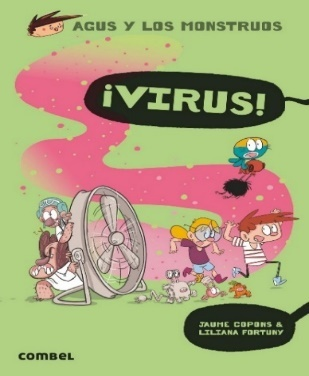 AGUS Y LOS MONSTRUOS
¡VIRUS!
JAUME COPONS &
LILIANA FORTUNY
COMBEL